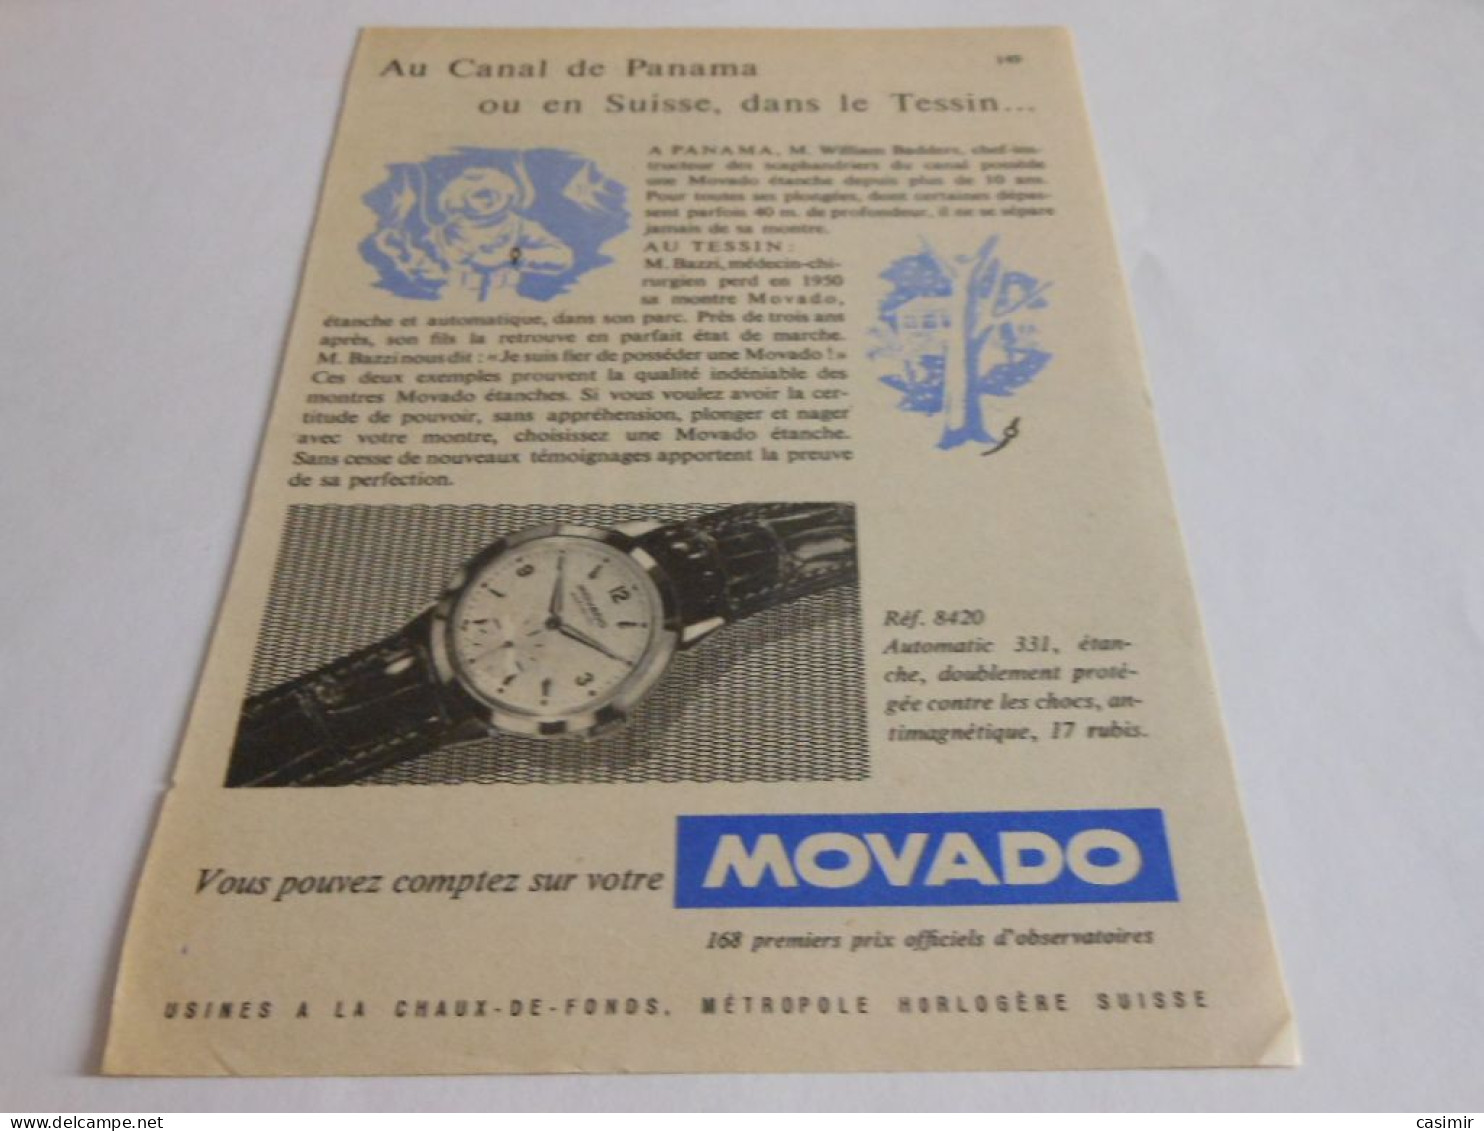 Au Canal de Panama
ou en Suisse, dans le Tessin...
A PANAMA, M. William Badders, chef-ins-
tructeur des scaphandriers du canal possède
une Movado étanche depuis plus de 10 ans.
Pour toutes ses plongées, dont certaines dépas-
sent parfois 40 m. de profondeur, il ne se sépare
jamais de sa montre.
AU TESSIN :
M. Bazzi, médecin-chi-
rurgien perd en 1950
sa montre Movado,
étanche et automatique, dans son parc. Près de trois ans
après, son fils la retrouve en parfait état de marche.
M. Bazzi nous dit : «Je suis fier de posséder une Movado !»
Ces deux exemples prouvent la qualité indéniable des
montres Movado étanches. Si vous voulez avoir la cer-
titude de pouvoir, sans appréhension, plonger et nager
avec votre montre, choisissez une Movado étanche.
Sans cesse de nouveaux témoignages apportent la preuve
de sa perfection.
9 12
MOVADO
3
Réf. 8420
Automatic 331, étan-
che, doublement proté-
gée contre les chocs, an-
timagnétique, 17 rubis.
Vous pouvez comptez sur votre MOVADO
168 premiers prix officiels d'observatoires
USINES A LA CHAUX-DE-FONDS, MÉTROPOLE HORLOGÈRE SUISSE
casimir